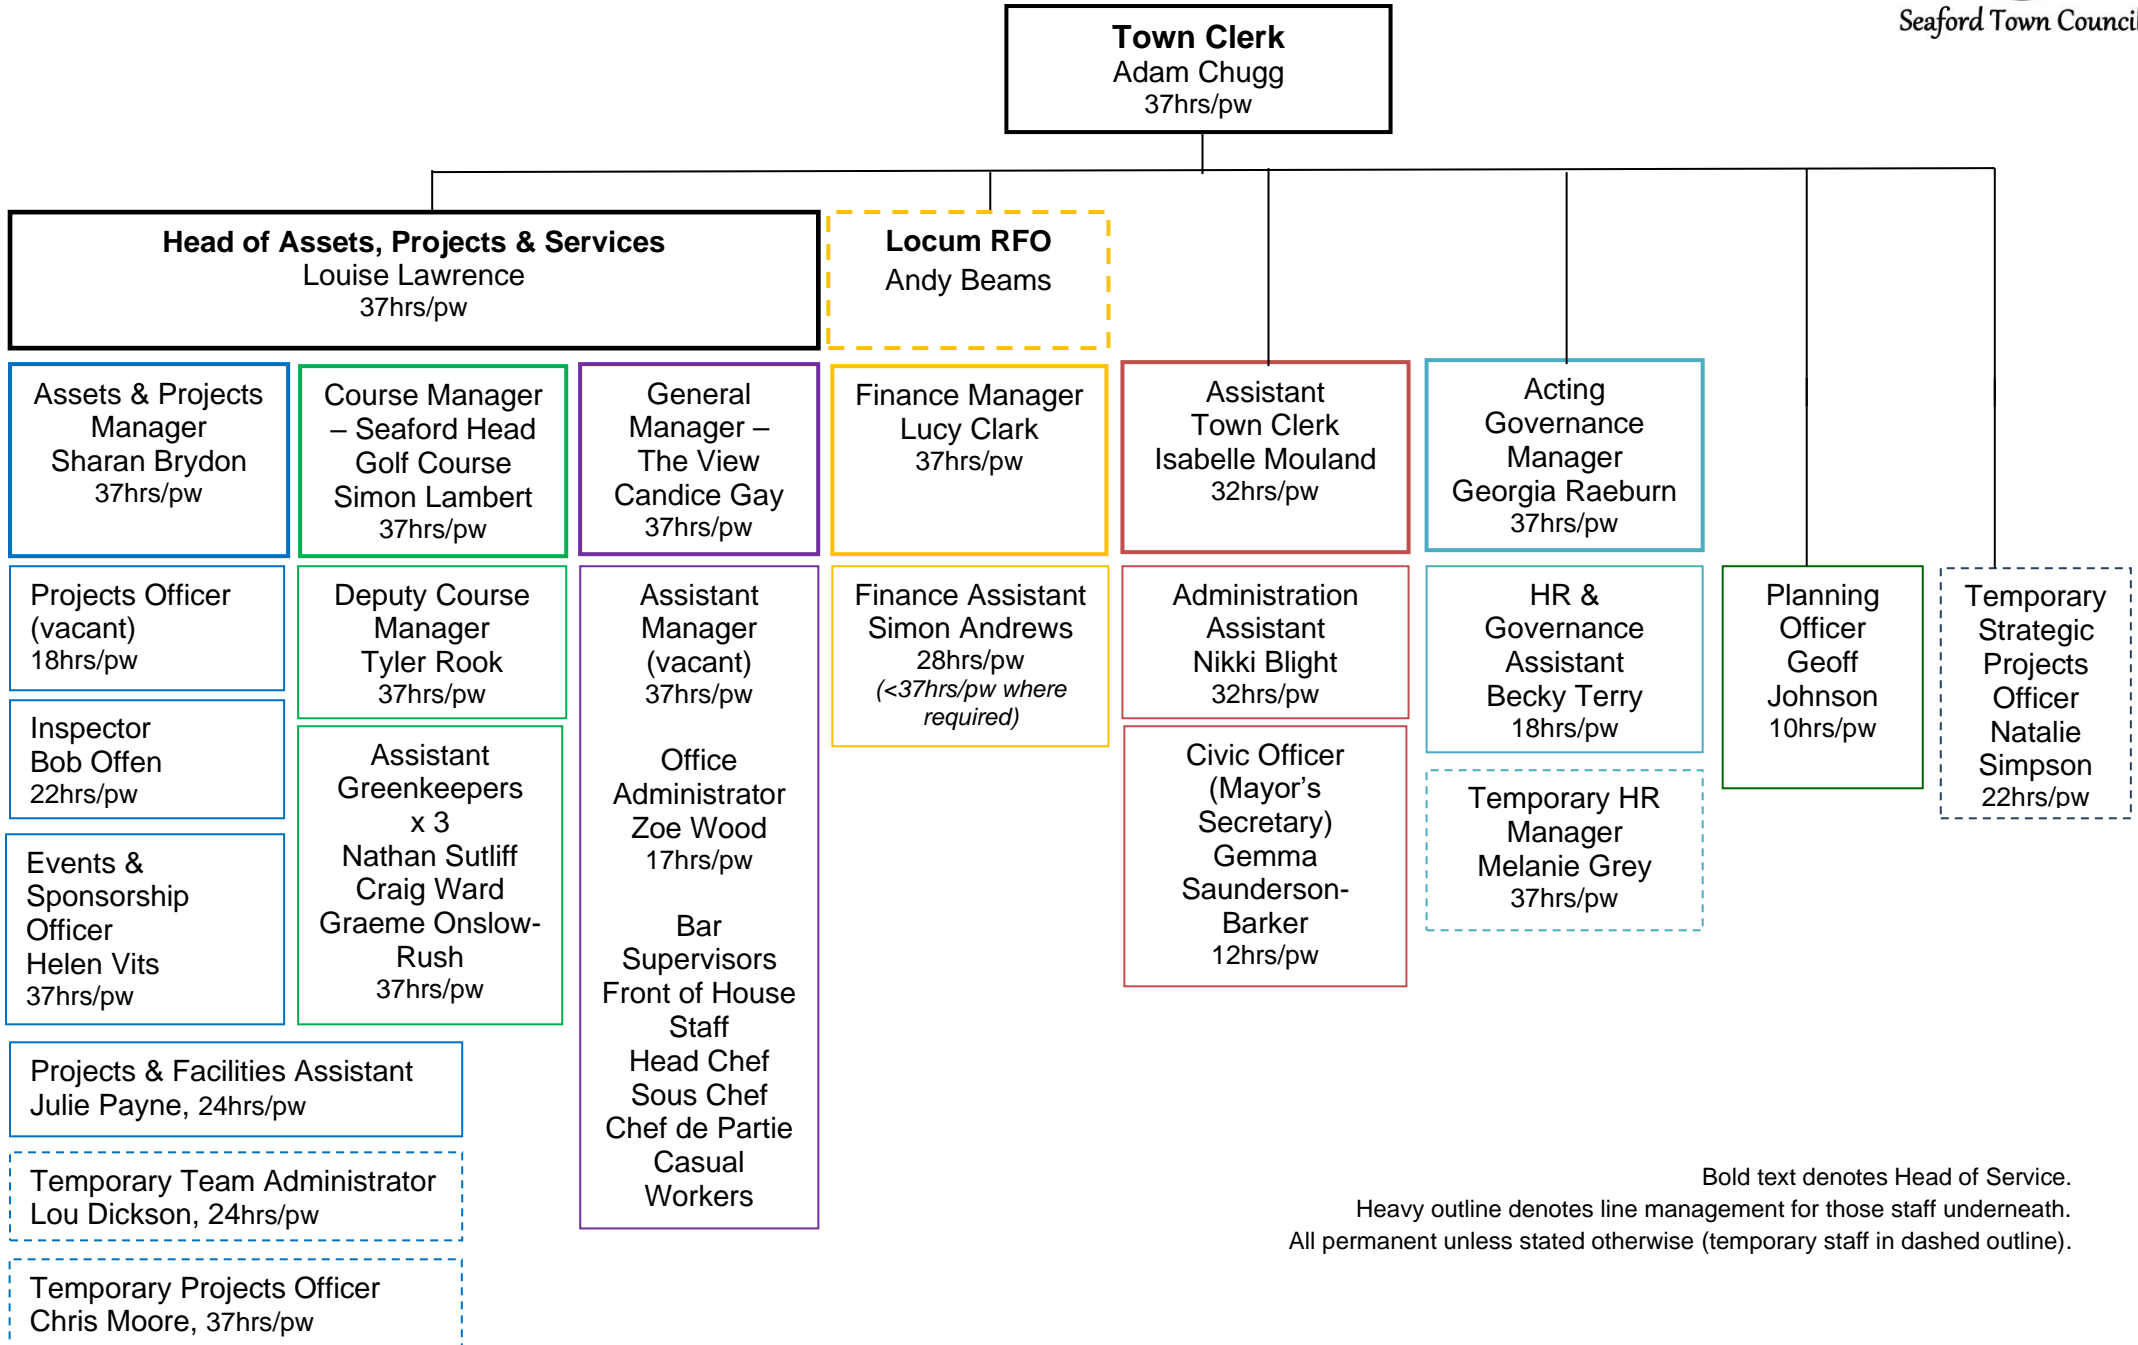 Seaford Town Council
Town Clerk
Adam Chugg
37hrs/pw
Head of Assets, Projects & Services
Louise Lawrence
37hrs/pw
Locum RFO
Andy Beams
Assets & Projects
Manager
Sharan Brydon
37hrs/pw
Course Manager
– Seaford Head
Golf Course
Simon Lambert
37hrs/pw
General
Manager –
The View
Candice Gay
37hrs/pw
Finance Manager
Lucy Clark
37hrs/pw
Assistant
Town Clerk
Isabelle Mouland
32hrs/pw
Acting
Governance
Manager
Georgia Raeburn
37hrs/pw
Projects Officer
(vacant)
18hrs/pw
Inspector
Bob Offen
22hrs/pw
Events &
Sponsorship
Officer
Helen Vits
37hrs/pw
Projects & Facilities Assistant
Julie Payne, 24hrs/pw
Temporary Team Administrator
Lou Dickson, 24hrs/pw
Temporary Projects Officer
Chris Moore, 37hrs/pw
Deputy Course
Manager
Tyler Rook
37hrs/pw
Assistant
Greenkeepers
x 3
Nathan Sutliff
Craig Ward
Graeme Onslow-
Rush
37hrs/pw
Assistant
Manager
(vacant)
37hrs/pw
Office
Administrator
Zoe Wood
17hrs/pw
Bar
Supervisors
Front of House
Staff
Head Chef
Sous Chef
Chef de Partie
Casual
Workers
Finance Assistant
Simon Andrews
28hrs/pw
(<37hrs/pw where
required)
Administration
Assistant
Nikki Blight
32hrs/pw
Civic Officer
(Mayor’s
Secretary)
Gemma
Saunderson-
Barker
12hrs/pw
HR &
Governance
Assistant
Becky Terry
18hrs/pw
Temporary HR
Manager
Melanie Grey
37hrs/pw
Planning
Officer
Geoff
Johnson
10hrs/pw
Temporary
Strategic
Projects
Officer
Natalie
Simpson
22hrs/pw
Bold text denotes Head of Service.
Heavy outline denotes line management for those staff underneath.
All permanent unless stated otherwise (temporary staff in dashed outline).